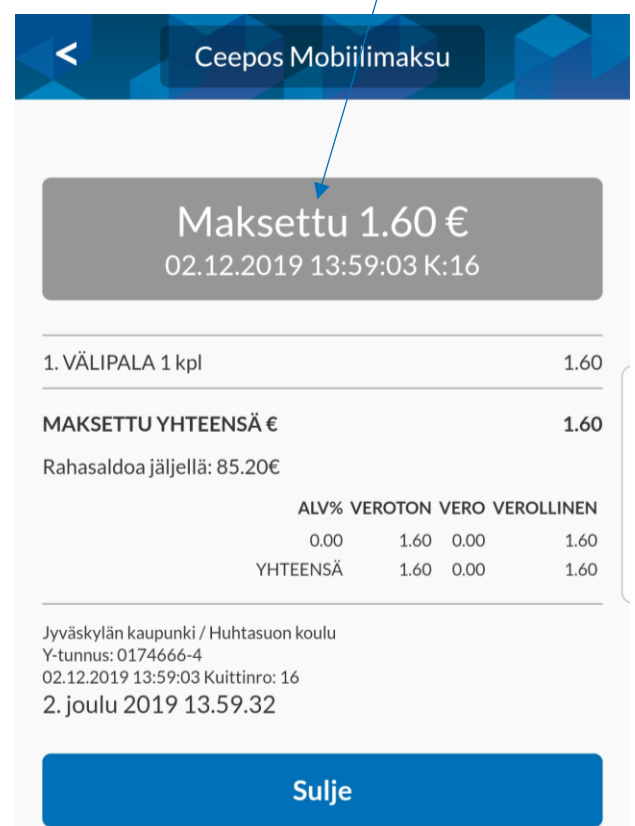 <
Ceepos Mobiilimaksu
Maksettu 1.60 €
02.12.2019 13:59:03 K:16
1. VÄLIPALA 1 kpl 1.60
MAKSETTU YHTEENSÄ € 1.60
Rahasaldoa jäljellä: 85.20€
ALV% VEROTON VERO VEROLLINEN
0.00 1.60 0.00 1.60
YHTEENSÄ 1.60 0.00 1.60
Jyväskylän kaupunki / Huhtasuon koulu
Y-tunnus: 0174666-4
02.12.2019 13:59:03 Kuittinro: 16
2. joulu 2019 13.59.32
Sulje